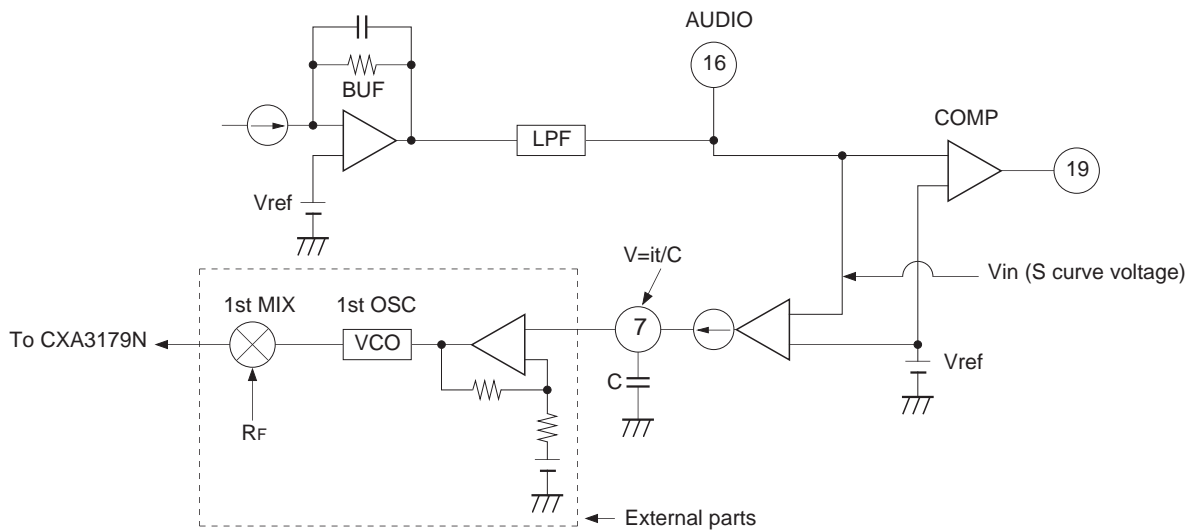 AUDIO
16
BUF
COMP
LPF
19
Vref
V=it/C
Vin (S curve voltage)
1st MIX
1st OSC
To CXA3179N
VCO
7
Vref
C
RF
External parts